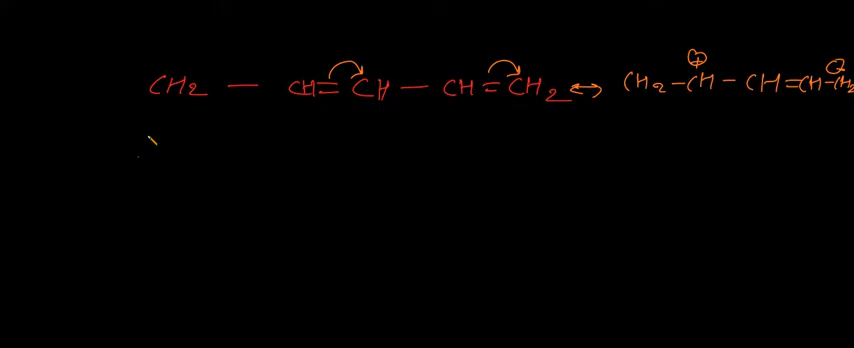 CH2 — CH=CH — CH=CH2 ↔ CH2–CH⊕–CH=CH–CH2⊖